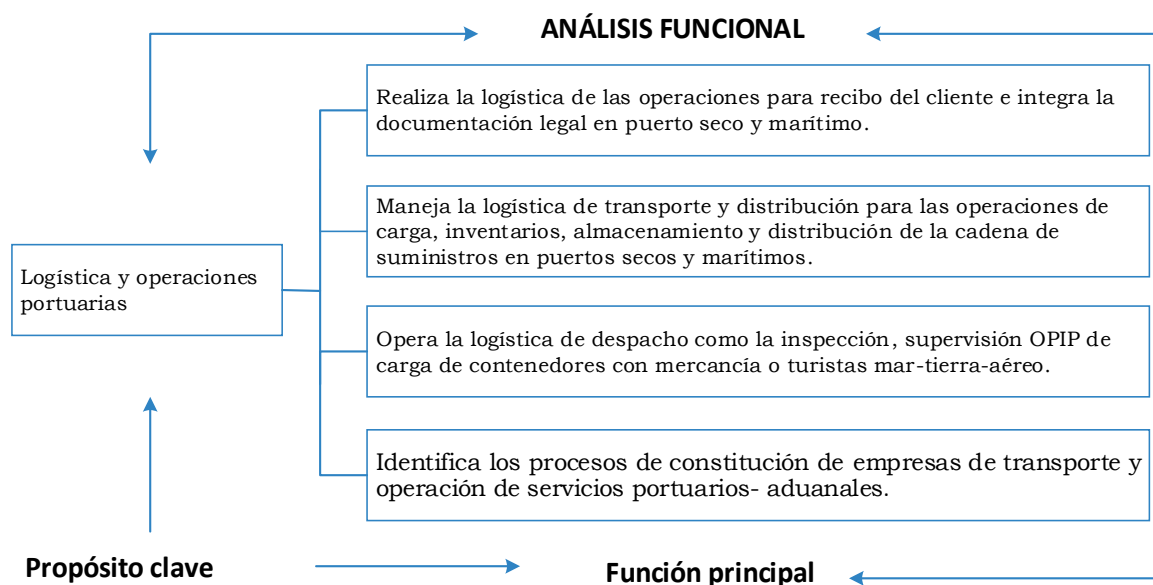 ANÁLISIS FUNCIONAL
Realiza la logística de las operaciones para recibo del cliente e integra la
documentación legal en puerto seco y marítimo.
Maneja la logística de transporte y distribución para las operaciones de
carga, inventarios, almacenamiento y distribución de la cadena de
suministros en puertos secos y marítimos.
Logística y operaciones
portuarias
Opera la logística de despacho como la inspección, supervisión OPIP de
carga de contenedores con mercancía o turistas mar-tierra-aéreo.
Identifica los procesos de constitución de empresas de transporte y
operación de servicios portuarios- aduanales.
Propósito clave
Función principal